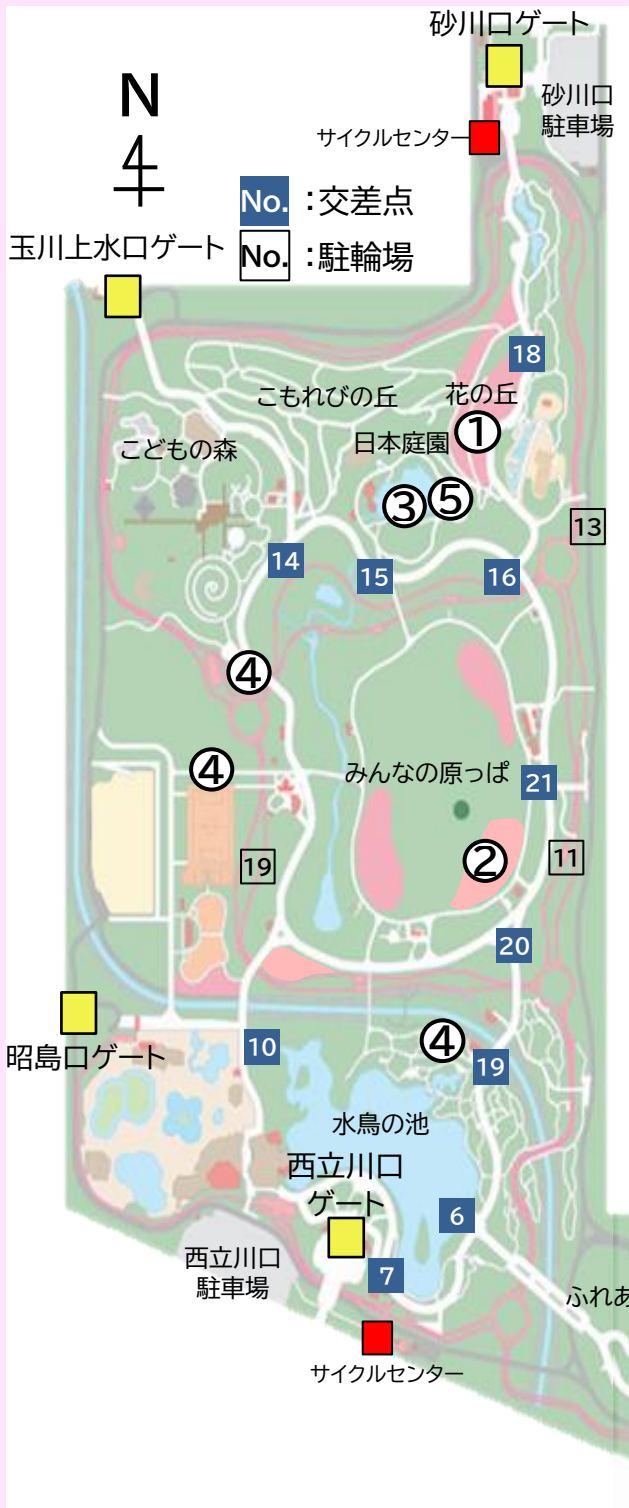 砂川口ゲート
砂川口
駐車場
サイクルセンター
N
No. :交差点
No. :駐輪場
玉川上水口ゲート
18
こもれびの丘
花の丘
①
こどもの森
日本庭園
③
⑤
13
14
15
16
④
④
みんなの原っぱ
21
②
11
19
20
昭島口ゲート
10
④
19
水鳥の池
西立川口
ゲート
6
7
西立川口
駐車場
ふれあ
サイクルセンター